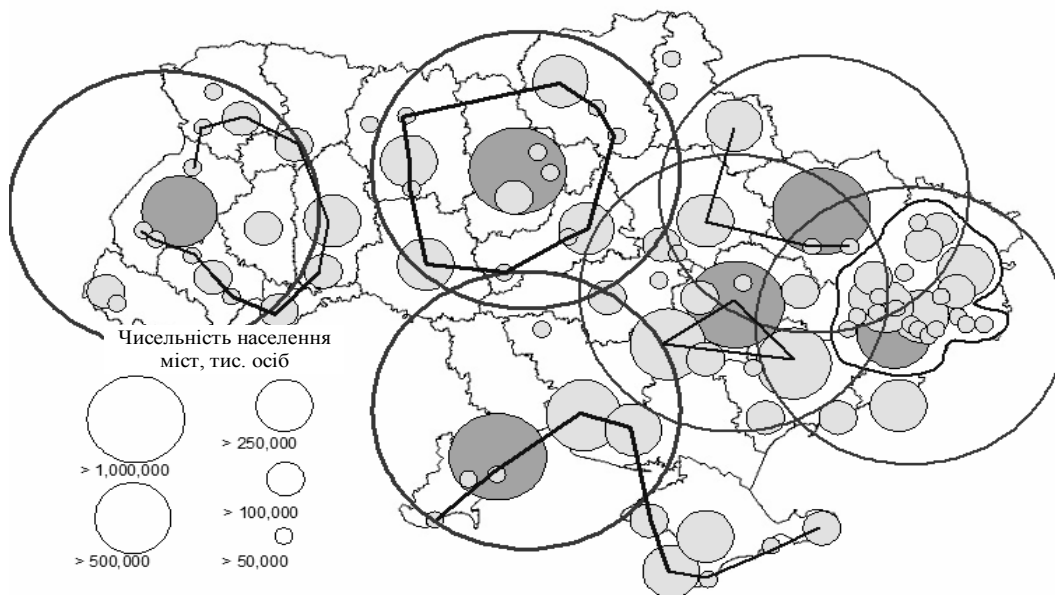 Чисельність населення
міст, тис. осіб
> 250,000
> 1,000,000
> 100,000
> 500,000
> 50,000